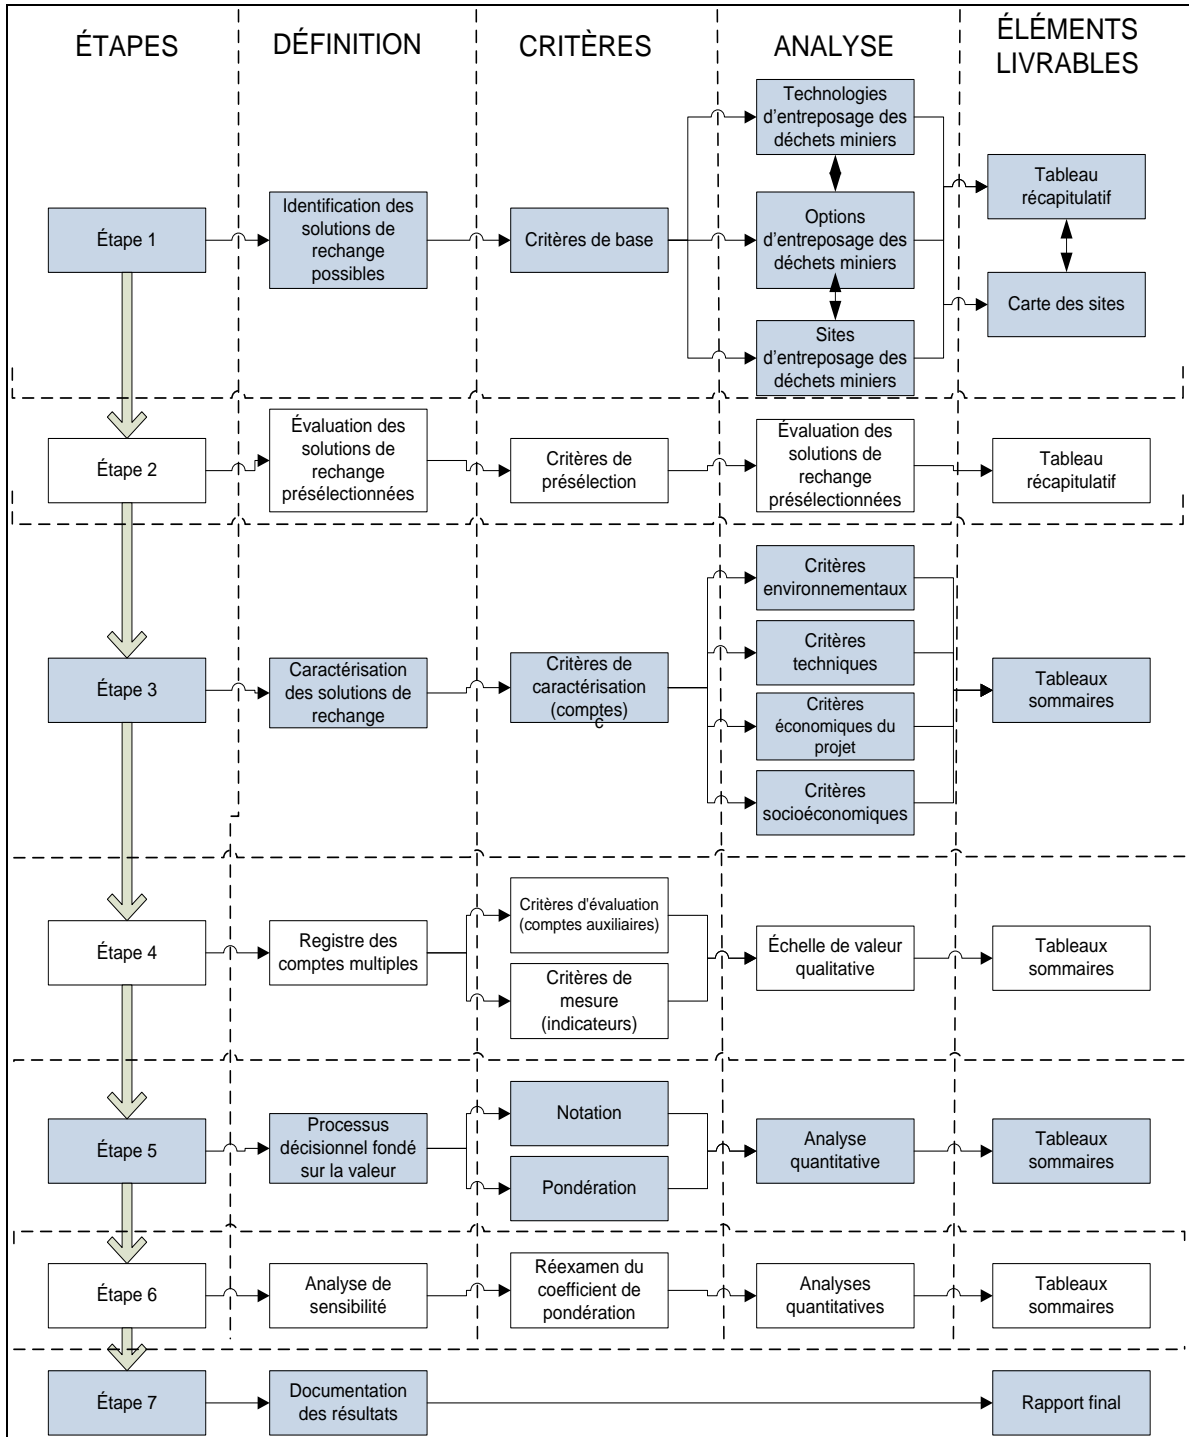 ÉTAPES
DÉFINITION
CRITÈRES
ANALYSE
ÉLÉMENTS
LIVRABLES
Étape 1
Identification des
solutions de
rechange
possibles
Critères de base
Technologies
d'entreposage des
déchets miniers
Options
d'entreposage des
déchets miniers
Sites
d'entreposage des
déchets miniers
Tableau
récapitulatif
Carte des sites
Étape 2
Évaluation des
solutions de
rechange
présélectionnées
Critères de
présélection
Évaluation des
solutions de
rechange
présélectionnées
Tableau
récapitulatif
Étape 3
Caractérisation
des solutions de
rechange
Critères de
caractérisation
(comptes)
c
Critères
environnementaux
Critères
techniques
Critères
économiques du
projet
Critères
socioéconomiques
Tableaux
sommaires
Étape 4
Registre des
comptes multiples
Critères d'évaluation
(comptes auxiliaires)
Critères de
mesure
(indicateurs)
Échelle de valeur
qualitative
Tableaux
sommaires
Étape 5
Processus
décisionnel fondé
sur la valeur
Notation
Pondération
Analyse
quantitative
Tableaux
sommaires
Étape 6
Analyse de
sensibilité
Réexamen du
coefficient de
pondération
Analyses
quantitatives
Tableaux
sommaires
Étape 7
Documentation
des résultats
Rapport final